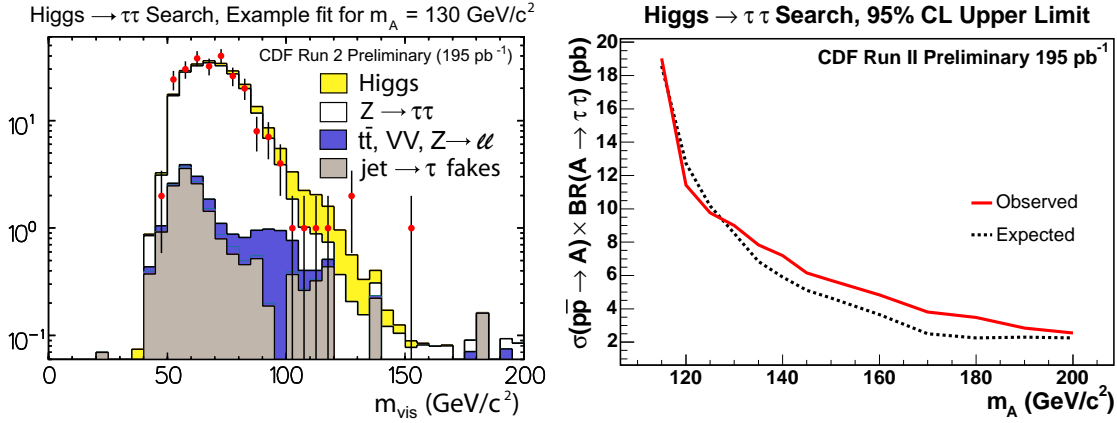 Higgs → ττ Search, Example fit for m_A = 130 GeV/c²
CDF Run 2 Preliminary (195 pb⁻¹)
Higgs
Z → ττ
tt̄, VV, Z→ ℓℓ
jet → τ fakes
10
1
10⁰
10⁻¹
0
50
100
150
200
m_vis (GeV/c²)
Higgs → τ τ Search, 95% CL Upper Limit
CDF Run II Preliminary 195 pb⁻¹
σ(pp̄ → A) × BR(A → τ τ) (pb)
20
18
16
14
12
10
8
6
4
2
Observed
Expected
120
140
160
180
200
m_A (GeV/c²)